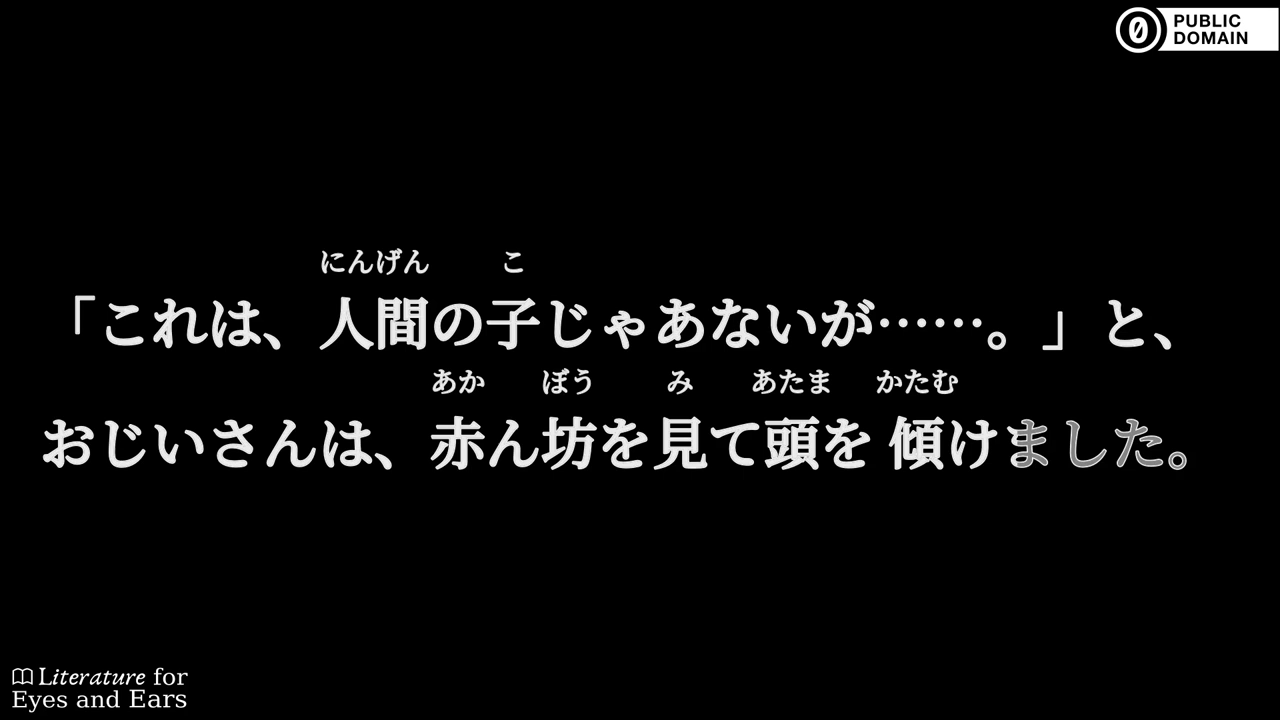 PUBLIC
DOMAIN
にんげん こ
「これは、人間の子じゃあないが……。」と、
あか ぼう み あたま かたむ
おじいさんは、赤ん坊を見て頭を 傾けました。
Literature for
Eyes and Ears